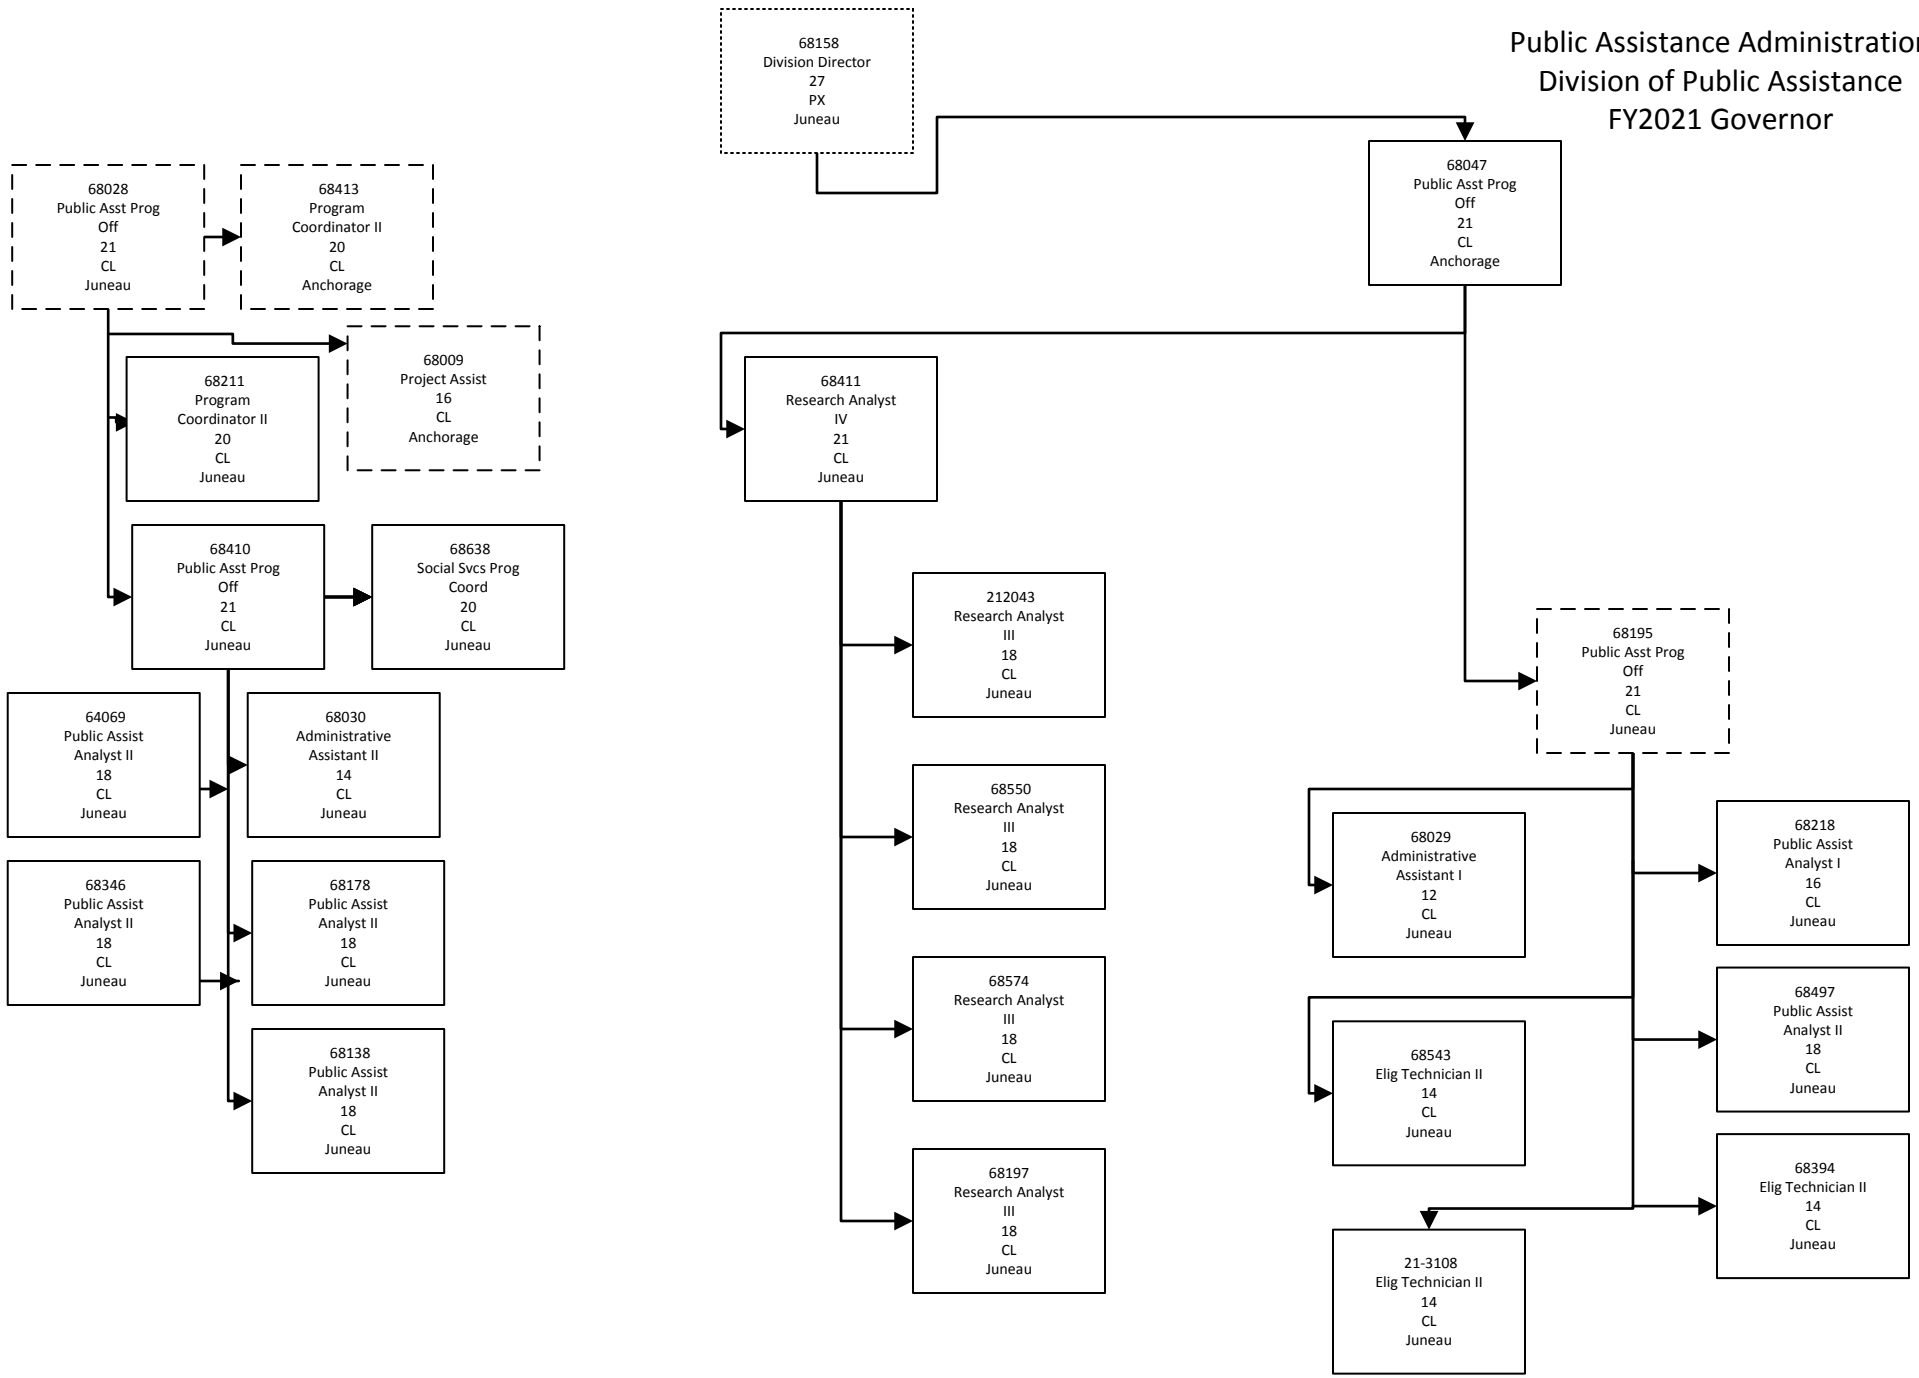 Public Assistance Administration
Division of Public Assistance
FY2021 Governor
68158
Division Director
27
PX
Juneau
68047
Public Asst Prog
Off
21
CL
Anchorage
68028
Public Asst Prog
Off
21
CL
Juneau
68413
Program
Coordinator II
20
CL
Anchorage
68009
Project Assist
16
CL
Anchorage
68211
Program
Coordinator II
20
CL
Juneau
68410
Public Asst Prog
Off
21
CL
Juneau
68638
Social Svcs Prog
Coord
20
CL
Juneau
64069
Public Assist
Analyst II
18
CL
Juneau
68030
Administrative
Assistant II
14
CL
Juneau
68346
Public Assist
Analyst II
18
CL
Juneau
68178
Public Assist
Analyst II
18
CL
Juneau
68138
Public Assist
Analyst II
18
CL
Juneau
68411
Research Analyst
IV
21
CL
Juneau
212043
Research Analyst
III
18
CL
Juneau
68550
Research Analyst
III
18
CL
Juneau
68574
Research Analyst
III
18
CL
Juneau
68197
Research Analyst
III
18
CL
Juneau
68195
Public Asst Prog
Off
21
CL
Juneau
68029
Administrative
Assistant I
12
CL
Juneau
68218
Public Assist
Analyst I
16
CL
Juneau
68543
Elig Technician II
14
CL
Juneau
68497
Public Assist
Analyst II
18
CL
Juneau
68394
Elig Technician II
14
CL
Juneau
21-3108
Elig Technician II
14
CL
Juneau